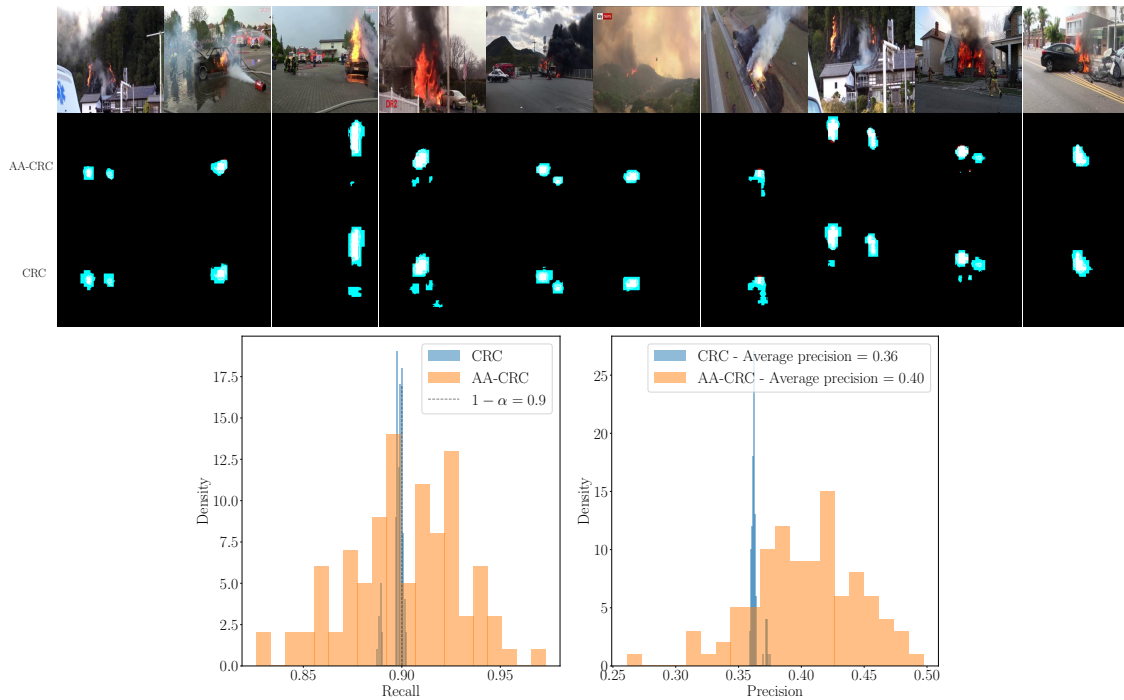 DRZ
AA-CRC
CRC
CRC
AA-CRC
1 − α = 0.9
17.5
15.0
12.5
10.0
7.5
5.0
2.5
0.0
Density
0.85
0.90
0.95
Recall
CRC - Average precision = 0.36
AA-CRC - Average precision = 0.40
25
20
15
10
5
0
Density
0.25
0.30
0.35
0.40
0.45
0.50
Precision